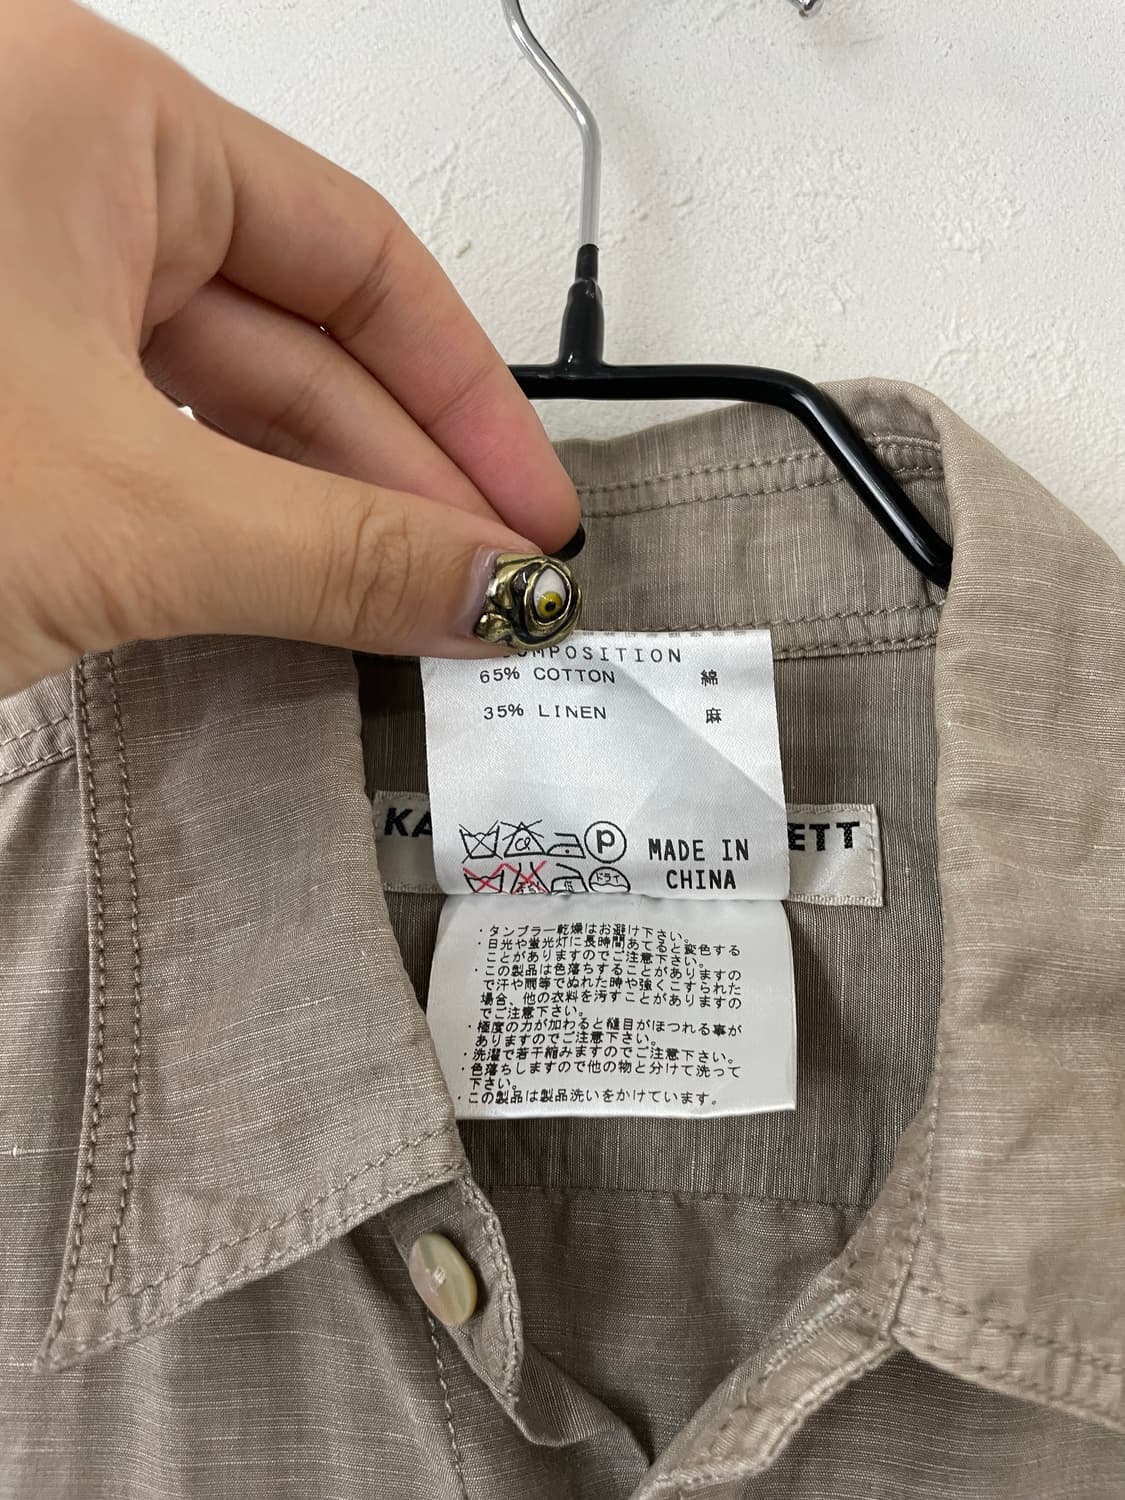 COMPOSITION
65% COTTON 綿
35% LINEN 麻
KA
ETT
P
MADE IN
CHINA
ドライ
・タンブラー乾燥はお避け下さい。
・日光や蛍光灯に長時間あてると変色する
ことがありますのでご注意下さい。
・この製品は色落ちすることがありますの
で汗や雨等でぬれた時や強くこすられた
場合、他の衣料を汚すことがありますの
でご注意下さい。
・極度の力が加わると縫目がほつれる事が
ありますのでご注意下さい。
・洗濯で若干縮みますのでご注意下さい。
・色落ちしますので他の物と分けて洗って
下さい。
・この製品は製品洗いをかけています。